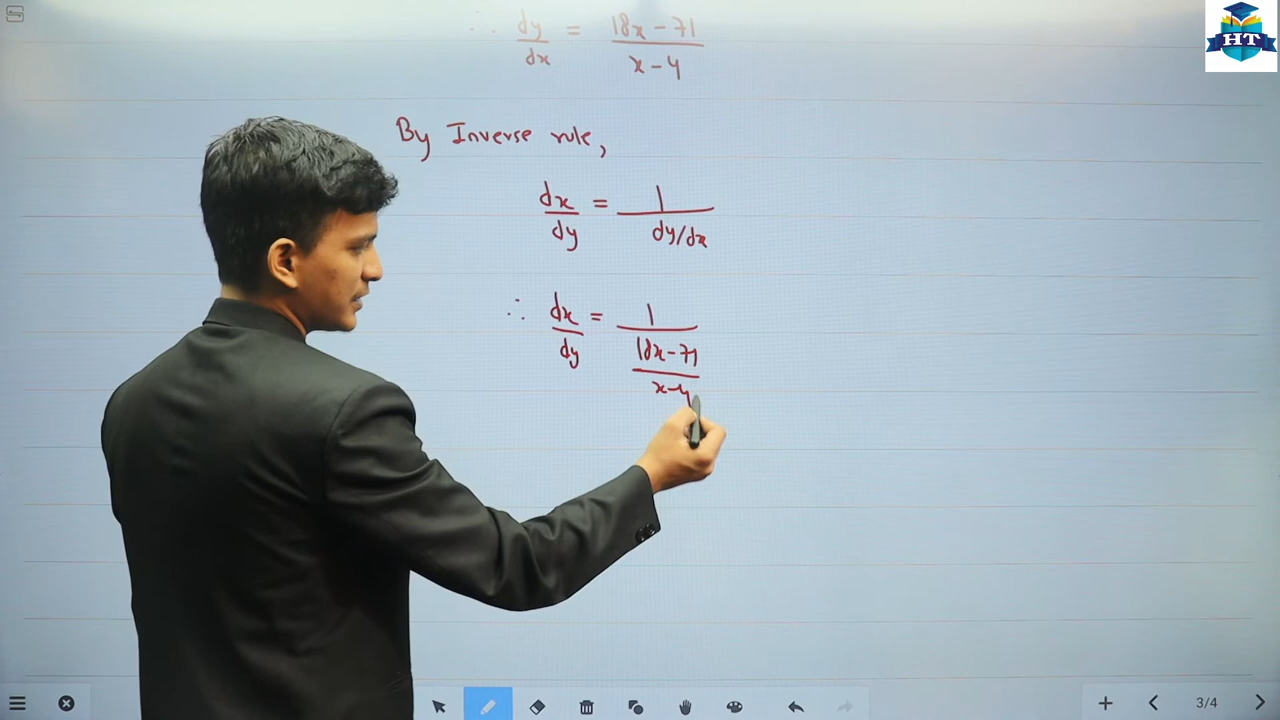 ∴ dy/dx = 18x-71/x-4
By Inverse rule,
dx/dy = 1/dy/dx
∴ dx/dy = 1/18x-71/x-4
HT
3/4